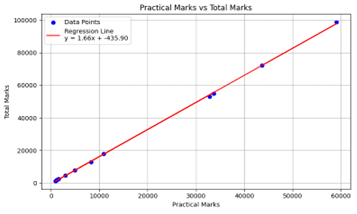 Practical Marks vs Total Marks
Data Points
Regression Line
y = 1.66x + -435.90
100000
80000
60000
40000
20000
0
Total Marks
0
10000
20000
30000
40000
50000
60000
Practical Marks